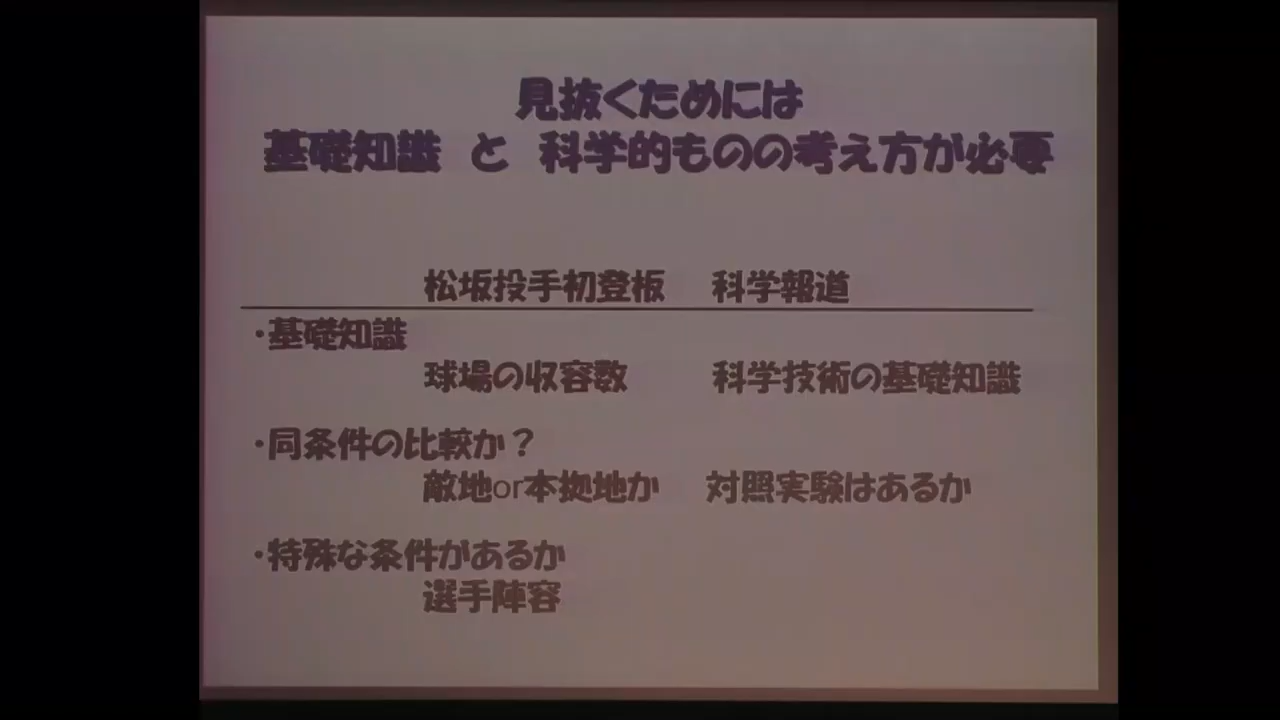 見抜くためには
基礎知識 と 科学的ものの考え方が必要
松坂投手初登板 科学報道
・基礎知識
球場の収容数 科学技術の基礎知識
・同条件の比較か？
敵地or本拠地か 対照実験はあるか
・特殊な条件があるか
選手陣容